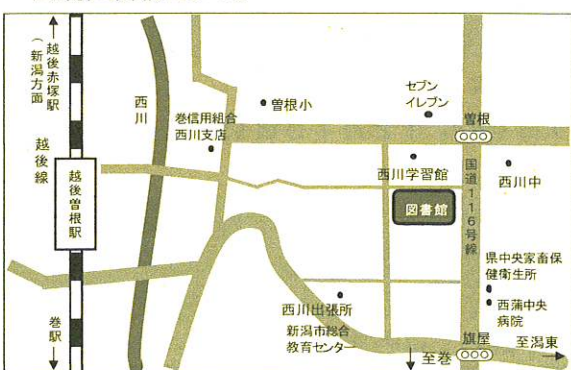 越後赤塚駅
(新潟方面
越後線
越後曽根駅
巻駅
西川
巻信用組合
西川支店
曽根小
セブン
イレブン
曽根
西川学習館
西川中
図書館
国道116号線
県中央家畜保
健衛生所
西蒲中央
病院
西川出張所
新潟市総合
教育センター
旗屋
至潟東
至巻